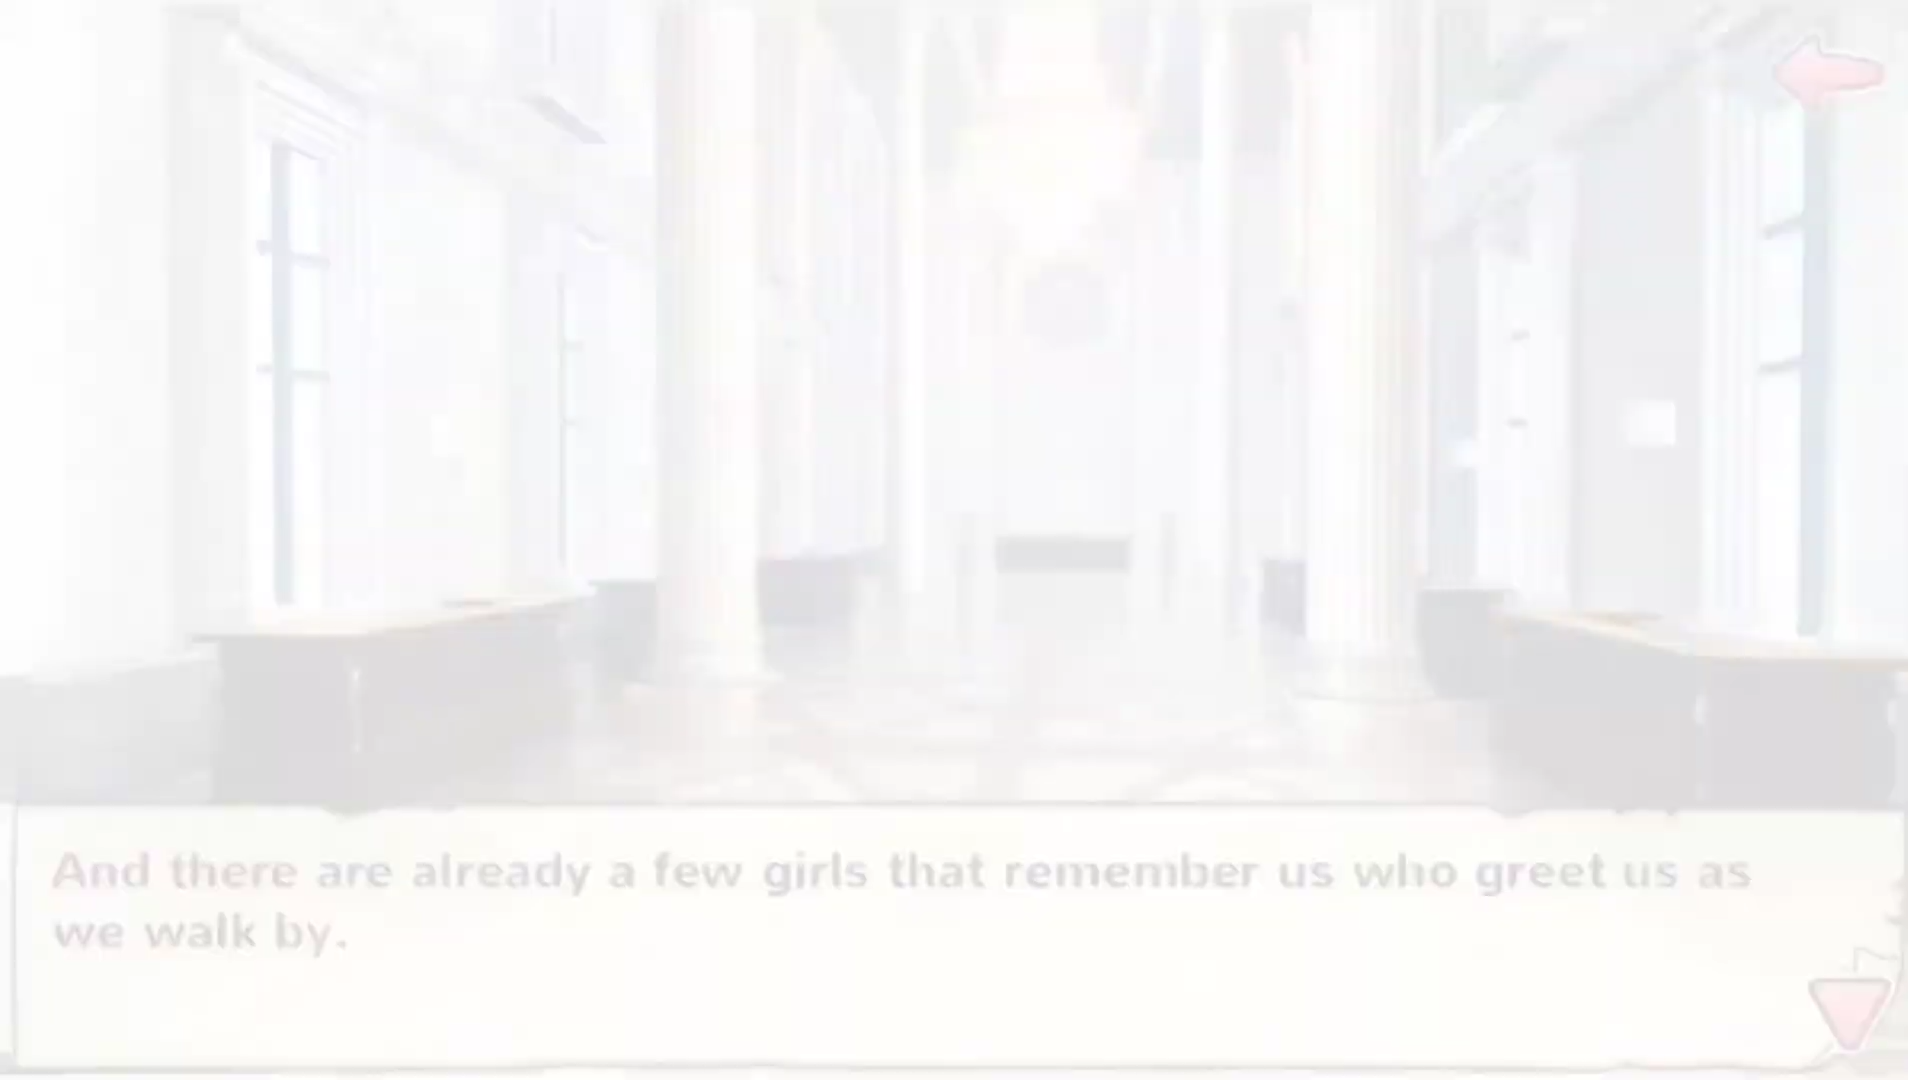 And there are already a few girls that remember us who greet us as
we walk by.